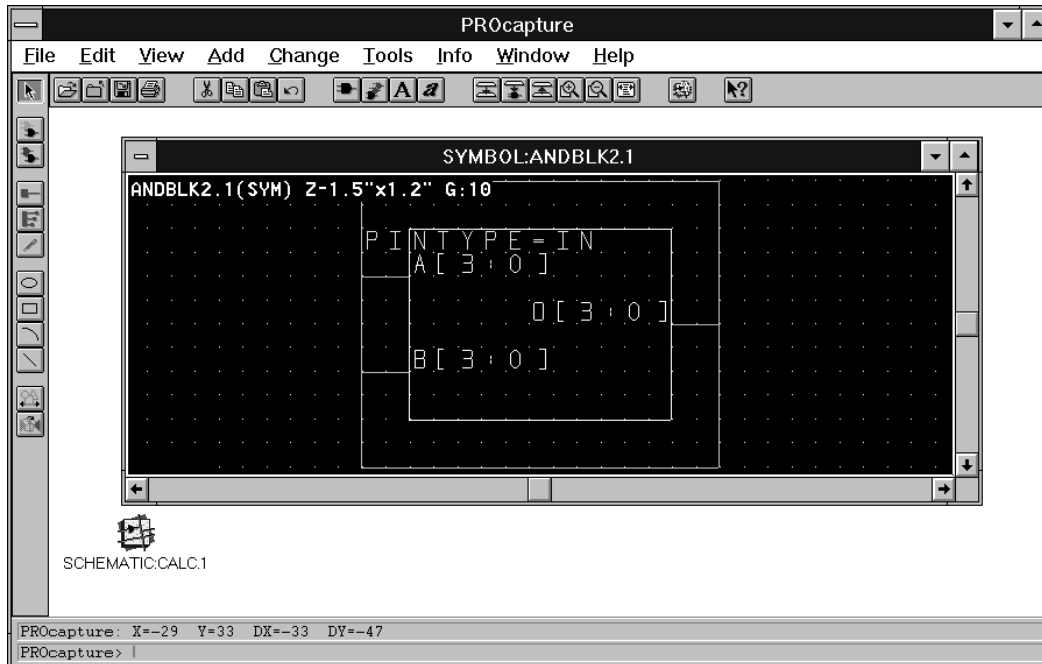 PROcapture
File Edit View Add Change Tools Info Window Help
A a
SYMBOL:ANDBLK2.1
ANDBLK2.1(SYM) Z-1.5"x1.2" G:10
PINTYPE=IN
A[3:0]
O[3:0]
B[3:0]
SCHEMATIC:CALC.1
PROcapture: X=-29 Y=33 DX=-33 DY=-47
PROcapture>